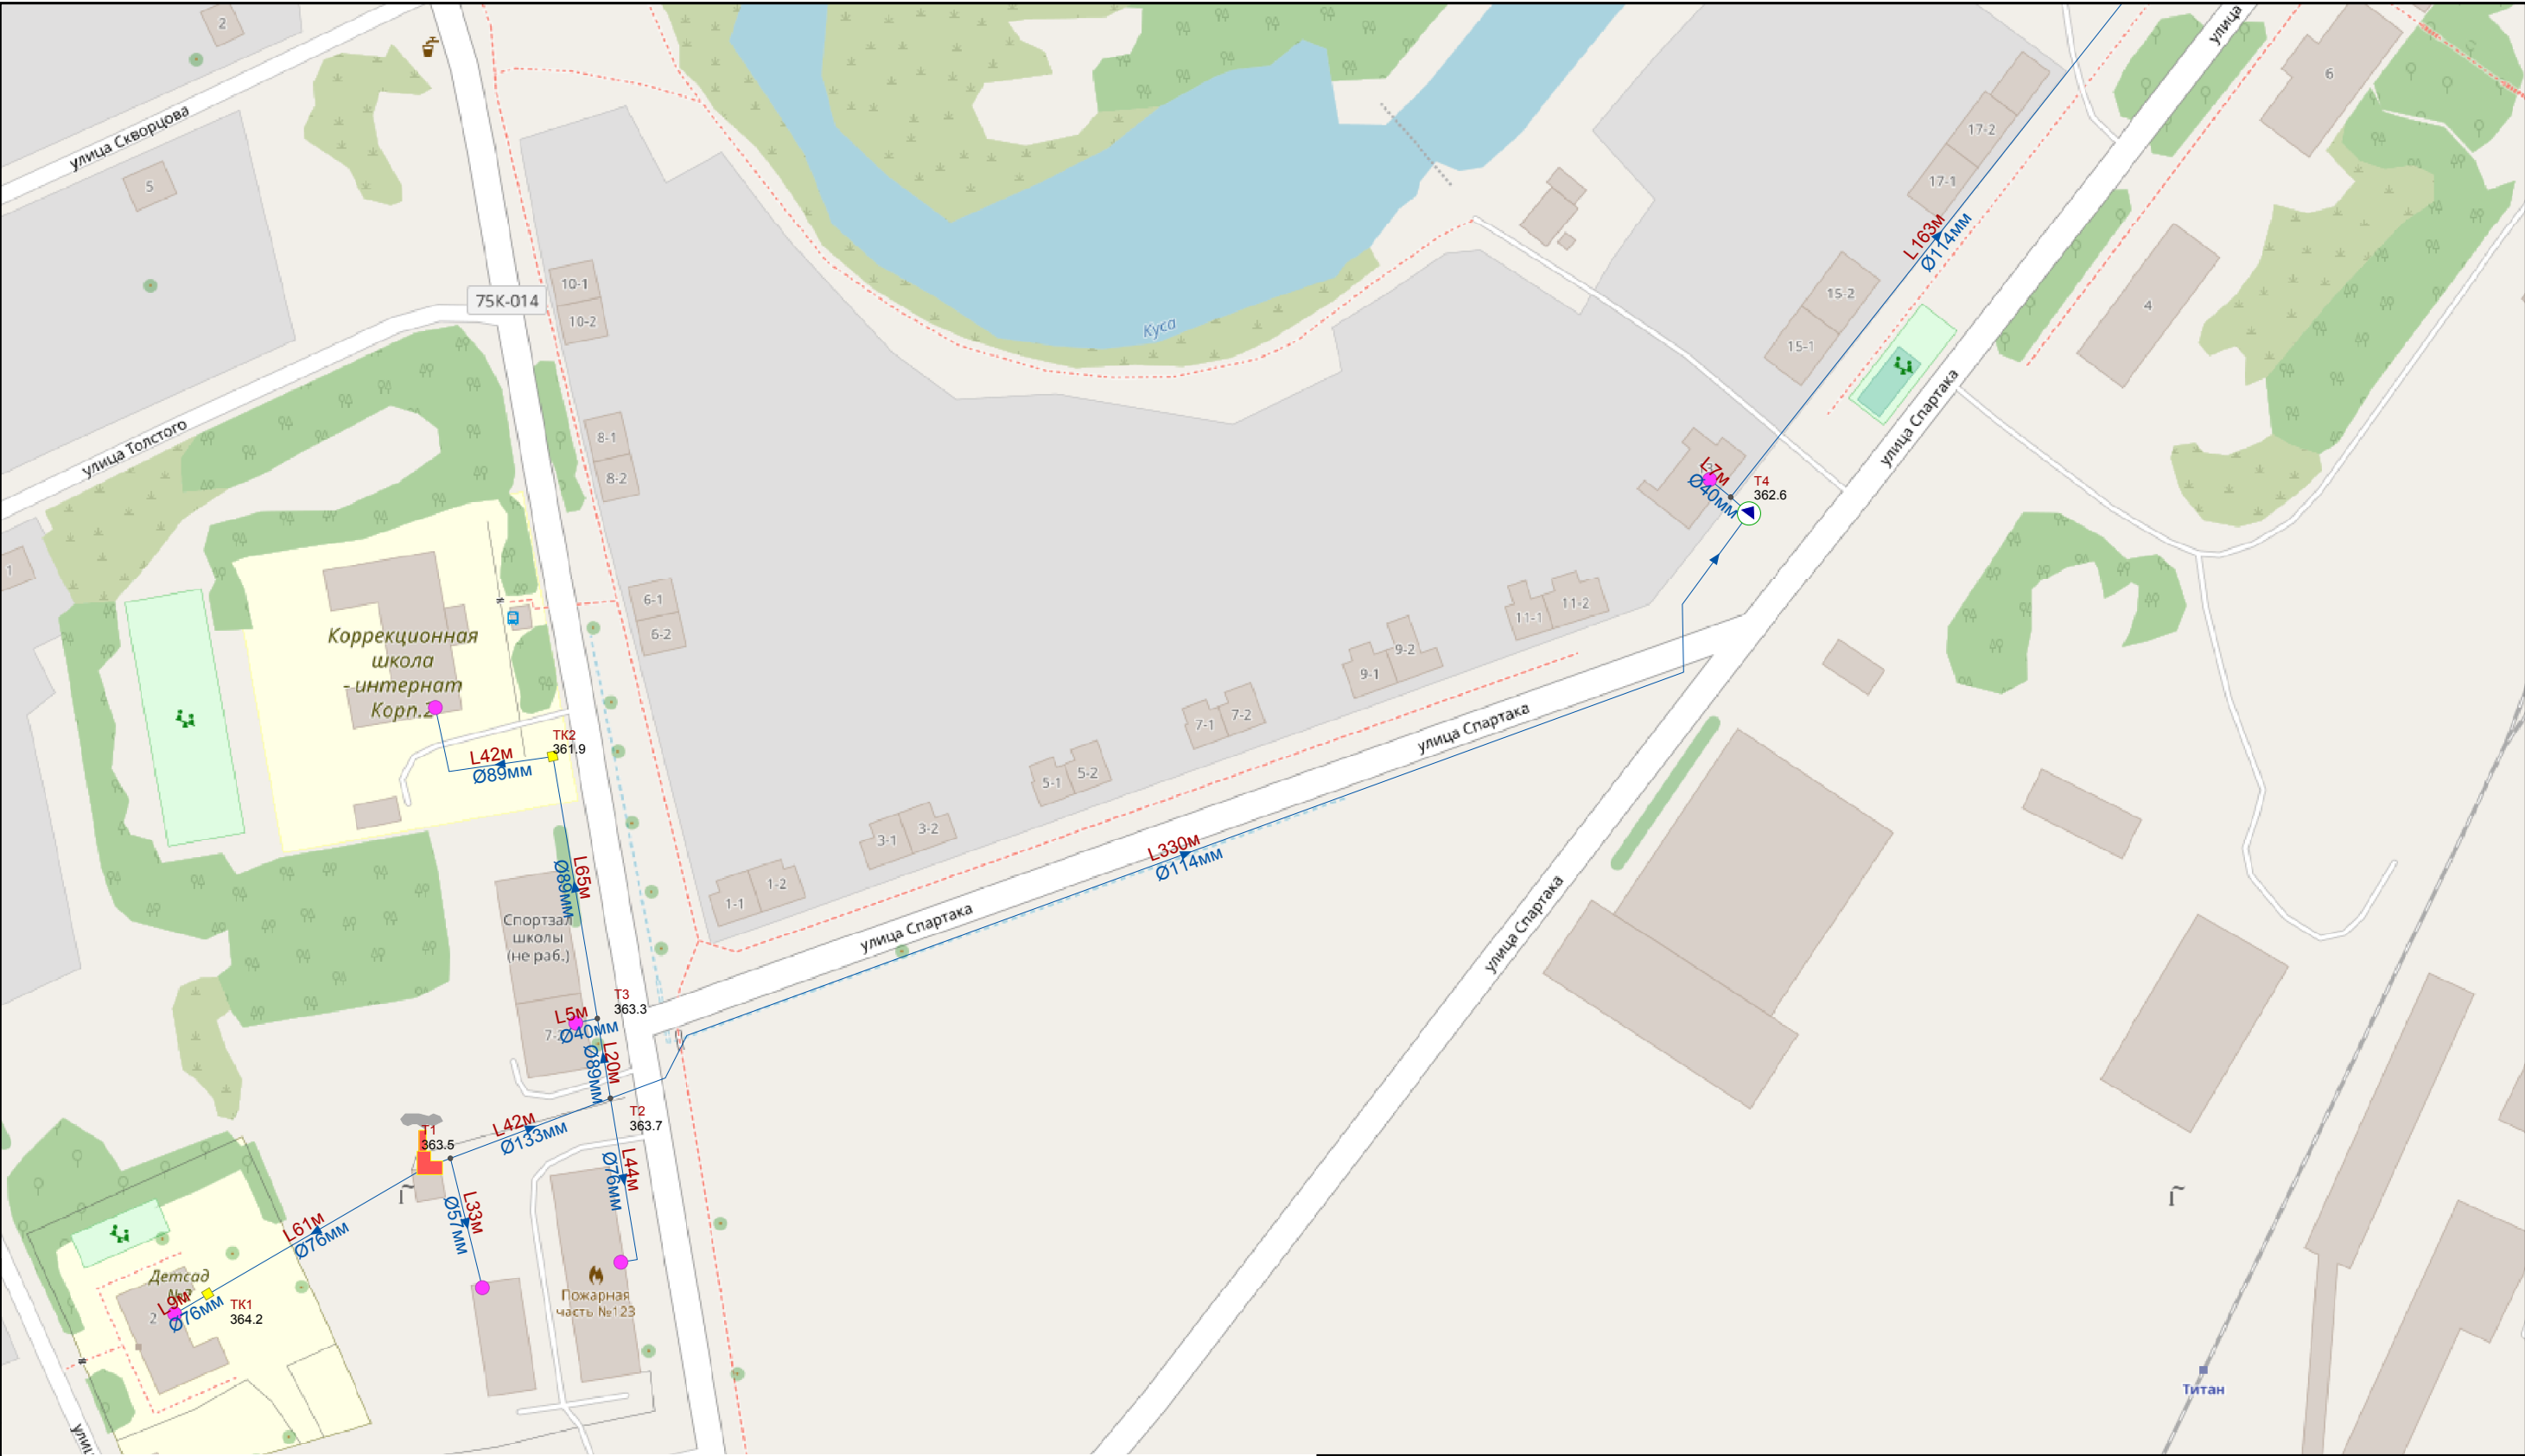 2
улица Скворцова
5
75К-014
10-1
10-2
улица Толстого
8-1
8-2
1
6-1
6-2
Коррекционная
школа
- интернат
Корп.2
ТК2
361.9
L42м
Ø89мм
L65м
Ø89мм
Спортзал
школы
(не раб.)
Т3
363.3
L5м
Ø40мм
L20м
Ø89мм
Т2
363.7
L42м
Ø133мм
Т1
363.5
L44м
Ø76мм
L33м
Ø57мм
L61м
Ø76мм
Детсад
L9м
Ø76мм
2
ТК1
364.2
Пожарная
часть №123
1-1
1-2
3-1
3-2
5-1
5-2
7-1
7-2
9-1
9-2
11-1
11-2
улица Спартака
улица Спартака
L330м
Ø114мм
улица Спартака
Куса
L7м
Ø40мм
Т4
362.6
15-1
15-2
17-1
17-2
L163м
Ø114мм
улица Спартака
улица
6
4
Титан